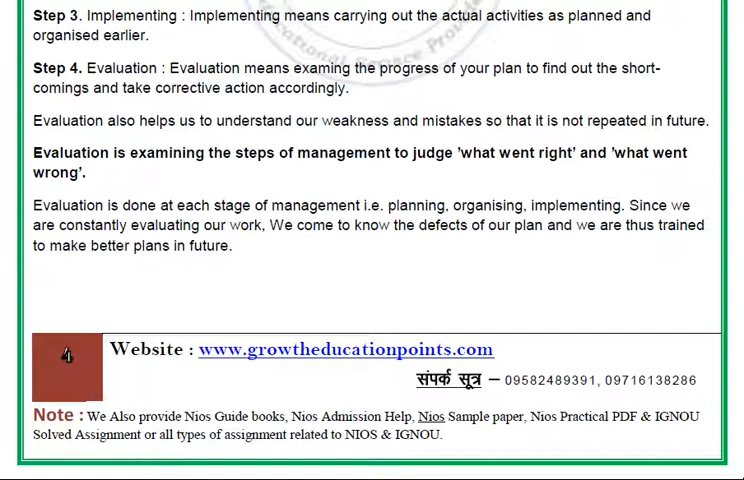 Step 3. Implementing : Implementing means carrying out the actual activities as planned and
organised earlier.
Step 4. Evaluation : Evaluation means examing the progress of your plan to find out the short-
comings and take corrective action accordingly.
Evaluation also helps us to understand our weakness and mistakes so that it is not repeated in future.
Evaluation is examining the steps of management to judge 'what went right' and 'what went
wrong'.
Evaluation is done at each stage of management i.e. planning, organising, implementing. Since we
are constantly evaluating our work, We come to know the defects of our plan and we are thus trained
to make better plans in future.
4
Website : www.growtheducationpoints.com
संपर्क सूत्र – 09582489391, 09716138286
Note : We Also provide Nios Guide books, Nios Admission Help, Nios Sample paper, Nios Practical PDF & IGNOU
Solved Assignment or all types of assignment related to NIOS & IGNOU.